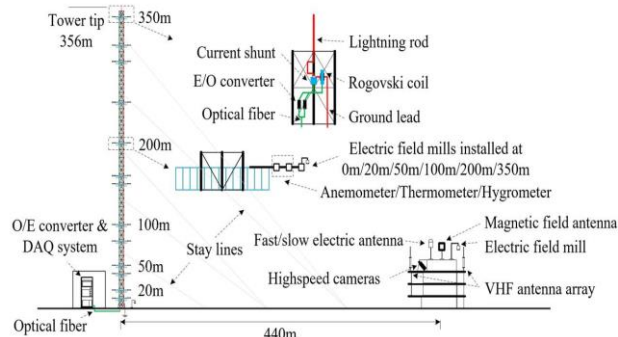 Tower tip
356m
350m
Current shunt
E/O converter
Optical fiber
Lightning rod
Rogovski coil
Ground lead
200m
Electric field mills installed at
0m/20m/50m/100m/200m/350m
Anemometer/Thermometer/Hygrometer
O/E converter &
DAQ system
100m
50m
20m
Stay lines
Fast/slow electric antenna
Magnetic field antenna
Electric field mill
Highspeed cameras
VHF antenna array
Optical fiber
440m